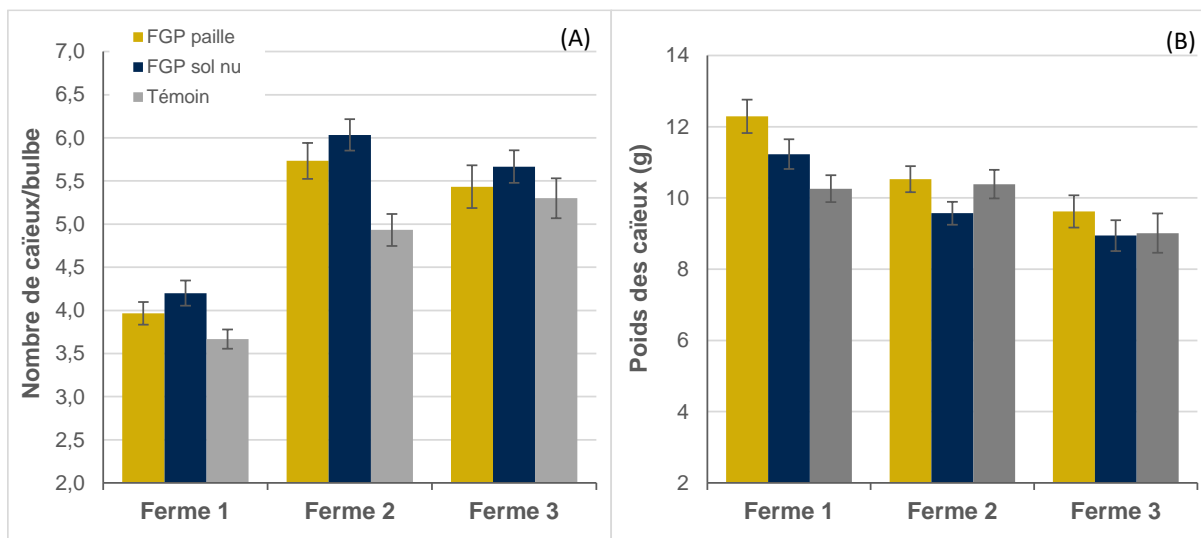 (A)
FGP paille
FGP sol nu
Témoin
Nombre de caïeux/bulbe
7,0
6,5
6,0
5,5
5,0
4,5
4,0
3,5
3,0
2,5
2,0
Ferme 1
Ferme 2
Ferme 3
(B)
Poids des caïeux (g)
14
12
10
8
6
4
2
Ferme 1
Ferme 2
Ferme 3